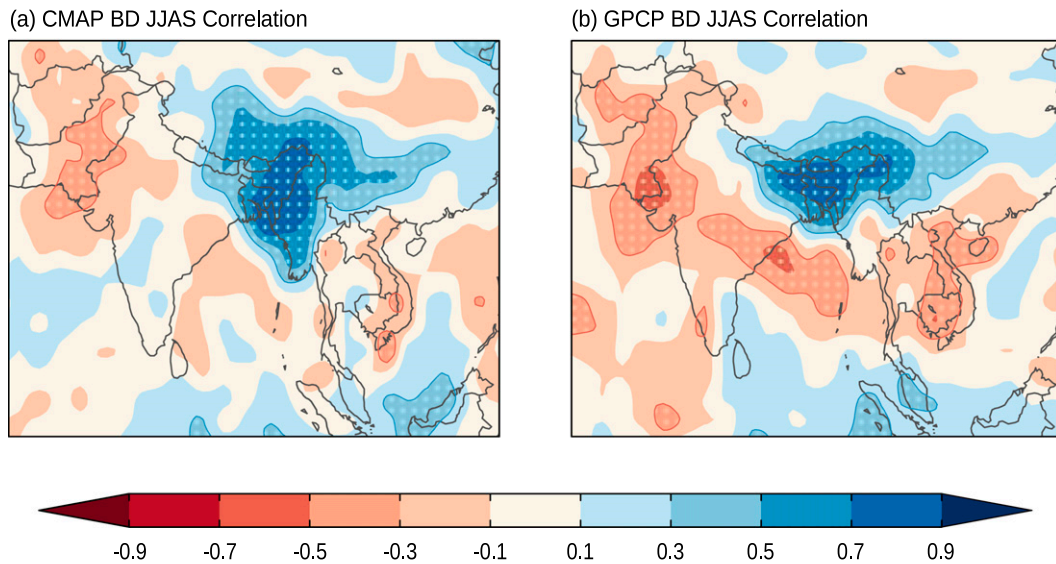 (a) CMAP BD JJAS Correlation
(b) GPCP BD JJAS Correlation
-0.9 -0.7 -0.5 -0.3 -0.1 0.1 0.3 0.5 0.7 0.9